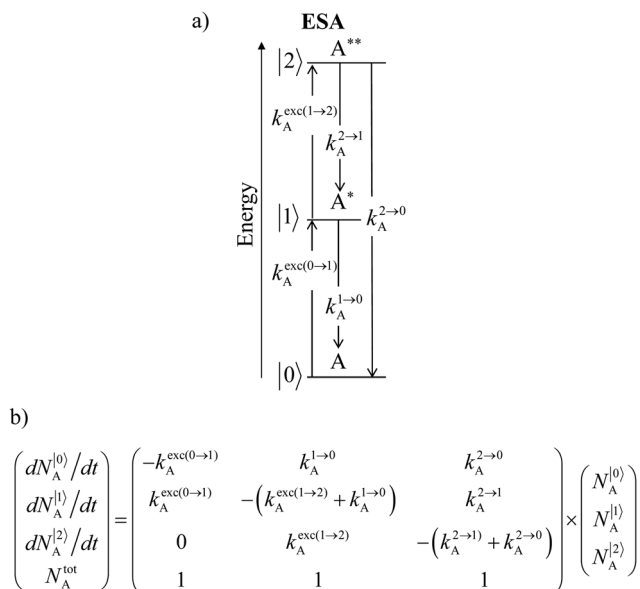 a) ESA
A**
|2⟩
k_A^{exc(1→2)}
k_A^{2→1}
A*
|1⟩
k_A^{2→0}
Energy
k_A^{exc(0→1)}
k_A^{1→0}
A
|0⟩
b)
dN_A^{|0⟩}/dt −k_A^{exc(0→1)} k_A^{1→0} k_A^{2→0} N_A^{|0⟩}
dN_A^{|1⟩}/dt k_A^{exc(0→1)} −(k_A^{exc(1→2)} + k_A^{1→0}) k_A^{2→1} N_A^{|1⟩}
=
×
dN_A^{|2⟩}/dt 0 k_A^{exc(1→2)} −(k_A^{2→1)} + k_A^{2→0}) N_A^{|2⟩}
N_A^{tot} 1 1 1